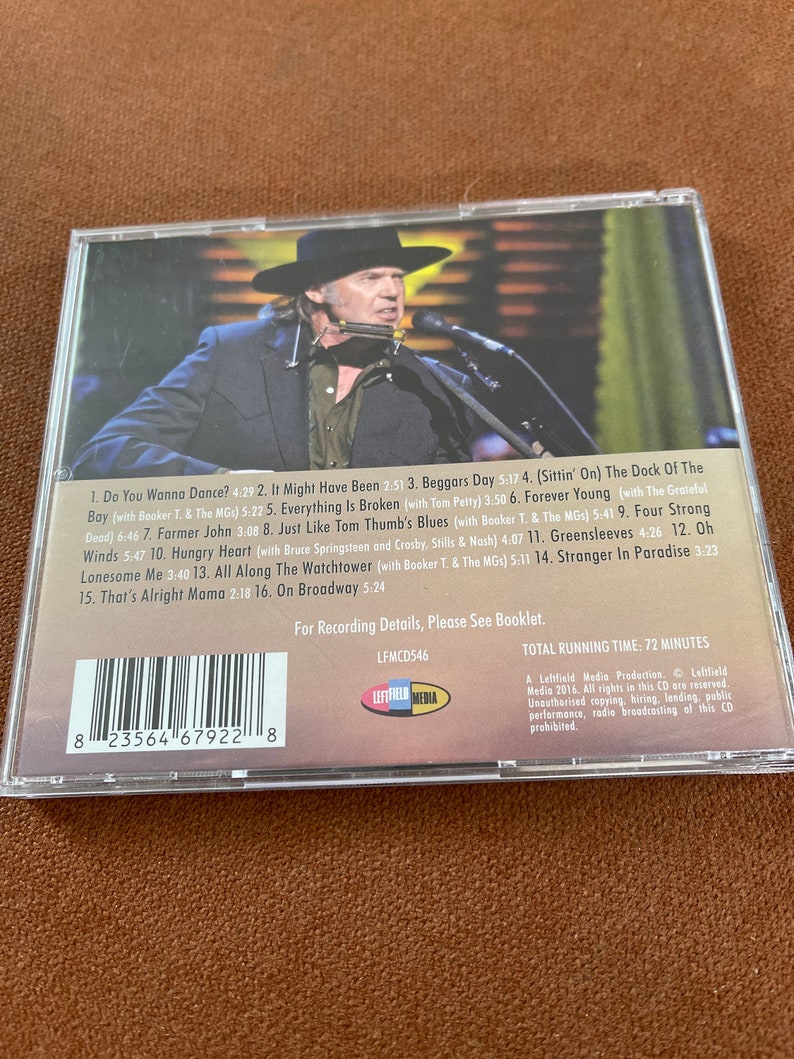 1. Do You Wanna Dance? 4:29 2. It Might Have Been 2:51 3. Beggars Day 5:17 4. (Sittin' On) The Dock Of The
Bay (with Booker T. & The MGs) 5:22 5. Everything Is Broken (with Tom Petty) 3:50 6. Forever Young (with The Grateful
Dead) 6:46 7. Farmer John 3:08 8. Just Like Tom Thumb's Blues (with Booker T. & The MGs) 5:41 9. Four Strong
Winds 5:47 10. Hungry Heart (with Bruce Springsteen and Crosby, Stills & Nash) 4:07 11. Greensleeves 4:26 12. Oh
Lonesome Me 3:40 13. All Along The Watchtower (with Booker T. & The MGs) 5:11 14. Stranger In Paradise 3:23
15. That's Alright Mama 2:18 16. On Broadway 5:24
For Recording Details, Please See Booklet.
LFMCD546
TOTAL RUNNING TIME: 72 MINUTES
LEFTFIELD MEDIA
A Leftfield Media Production. © Leftfield
Media 2016. All rights in this CD are reserved.
Unauthorised copying, hiring, lending, public
performance, radio broadcasting of this CD
prohibited.
8 23564 67922 8